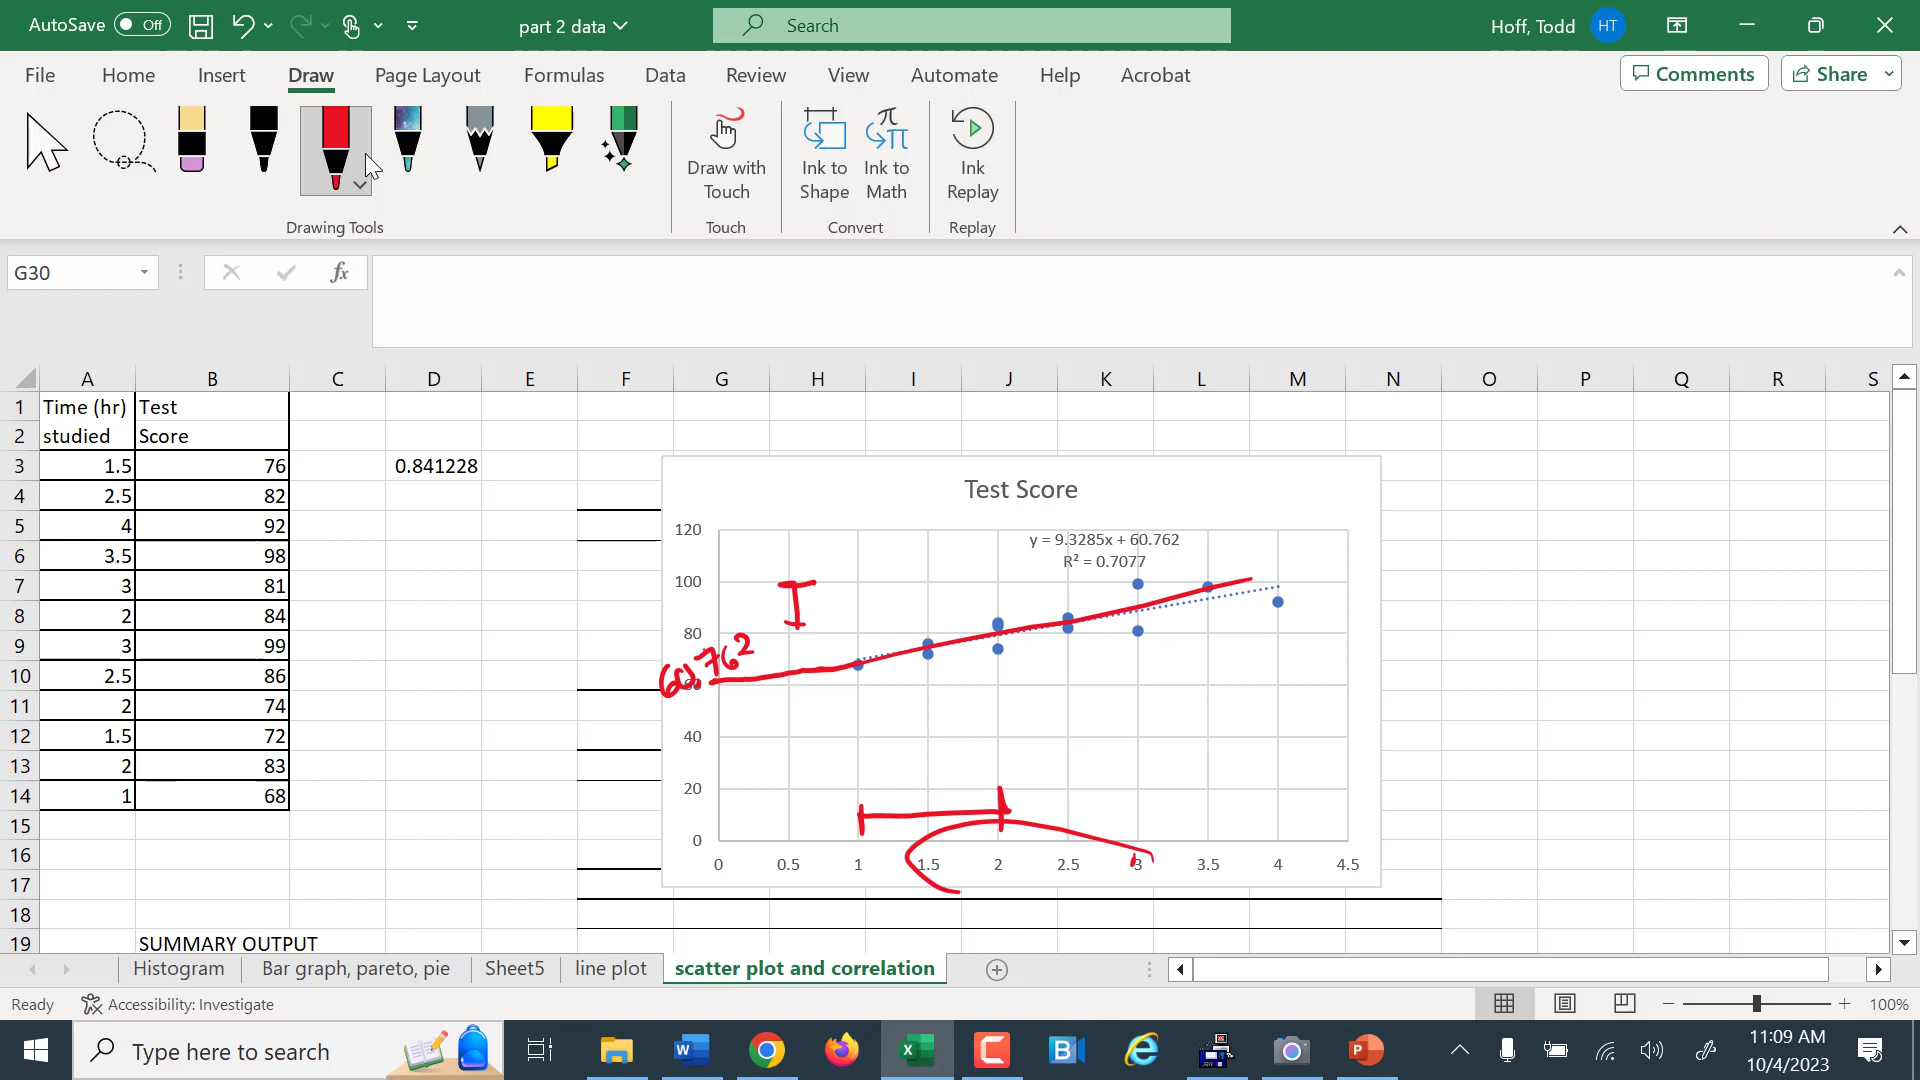 AutoSave Off part 2 data Search Hoff, Todd HT
File Home Insert Draw Page Layout Formulas Data Review View Automate Help Acrobat Comments Share
Draw with Touch
Ink to Shape
Ink to Math
Ink Replay
Drawing Tools Touch Convert Replay
G30 fx
A B C D E F G H I J K L M N O P Q R S
1 Time (hr) Test
2 studied Score
3 1.5 76 0.841228
4 2.5 82
5 4 92
6 3.5 98
7 3 81
8 2 84
9 3 99
10 2.5 86
11 2 74
12 1.5 72
13 2 83
14 1 68
15
16
17
18
19 SUMMARY OUTPUT
Test Score
y = 9.3285x + 60.762
R² = 0.7077
120
100
80
60
40
20
0
0 0.5 1 1.5 2 2.5 3 3.5 4 4.5
60.762
Histogram Bar graph, pareto, pie Sheet5 line plot scatter plot and correlation
Ready Accessibility: Investigate 100%
Type here to search
11:09 AM
10/4/2023